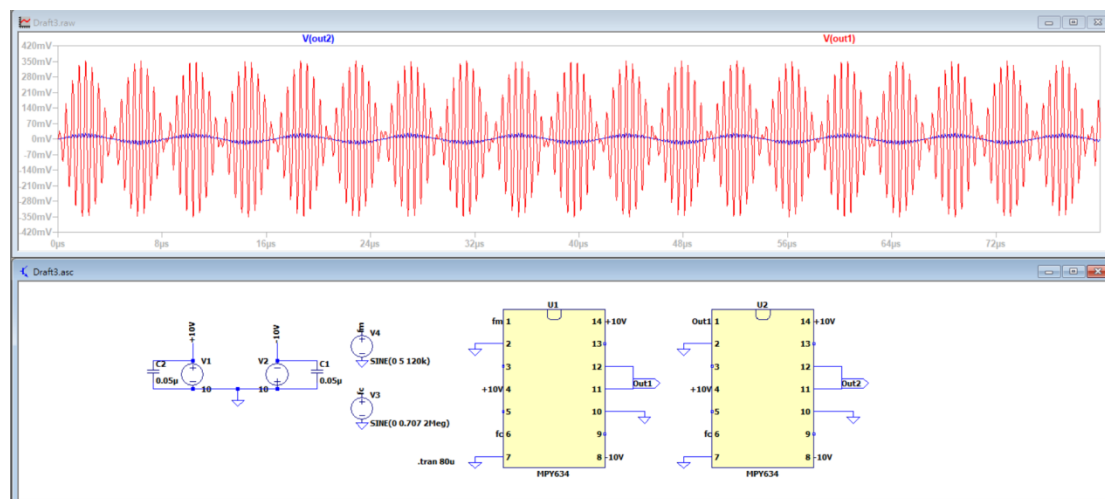 Draft3.raw
V(out2) V(out1)
420mV
350mV
280mV
210mV
140mV
70mV
0mV
-70mV
-140mV
-210mV
-280mV
-350mV
-420mV
0µs 8µs 16µs 24µs 32µs 40µs 48µs 56µs 64µs 72µs
Draft3.asc
+10V
C2
0.05µ
V1
10
-10V
V2
10
C1
0.05µ
fm
V4
SINE(0 5 120k)
fc
V3
SINE(0 0.707 2Meg)
.tran 80u
U1
fm 1 14 +10V
2 13
3 12
Out1
+10V 4 11
5 10
fc 6 9
7 8 -10V
MPY634
U2
Out1 1 14 +10V
2 13
3 12
Out2
+10V 4 11
5 10
fc 6 9
7 8 -10V
MPY634